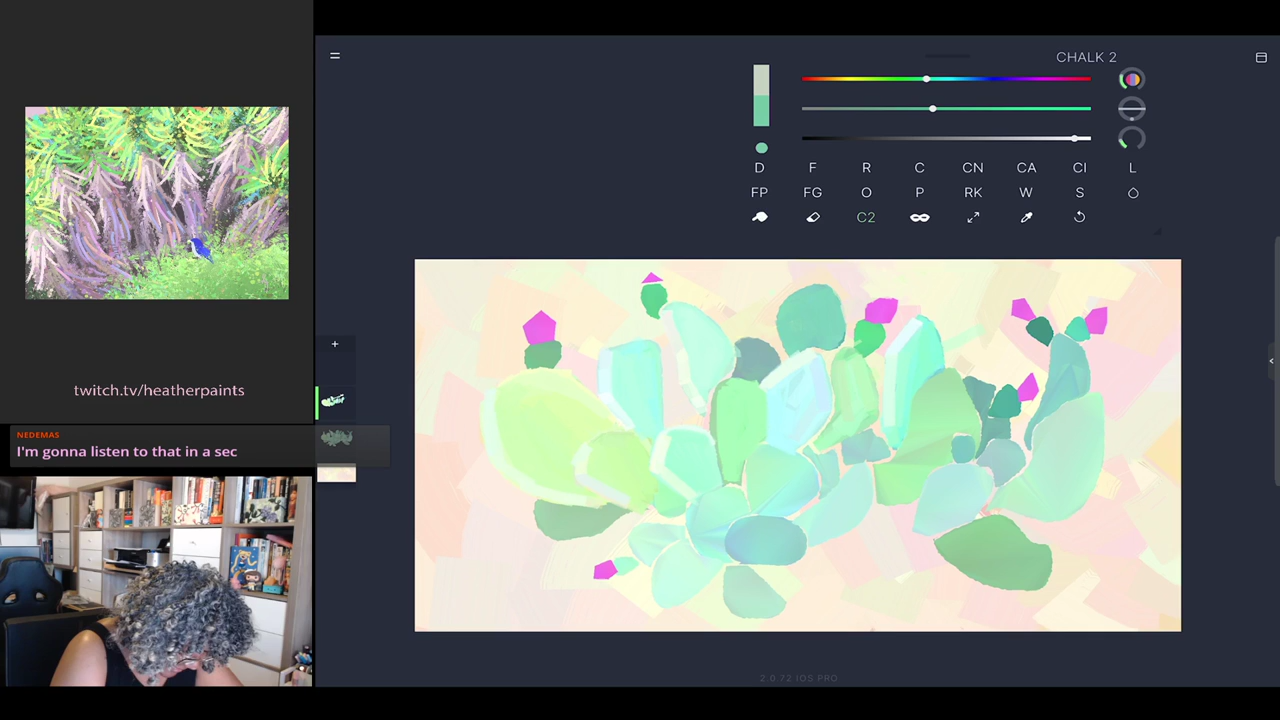 CHALK 2
D F R C CN CA CI L
FP FG O P RK W S
C2
twitch.tv/heatherpaints
NEDEMAS
I'm gonna listen to that in a sec
2.0.72 iOS PRO